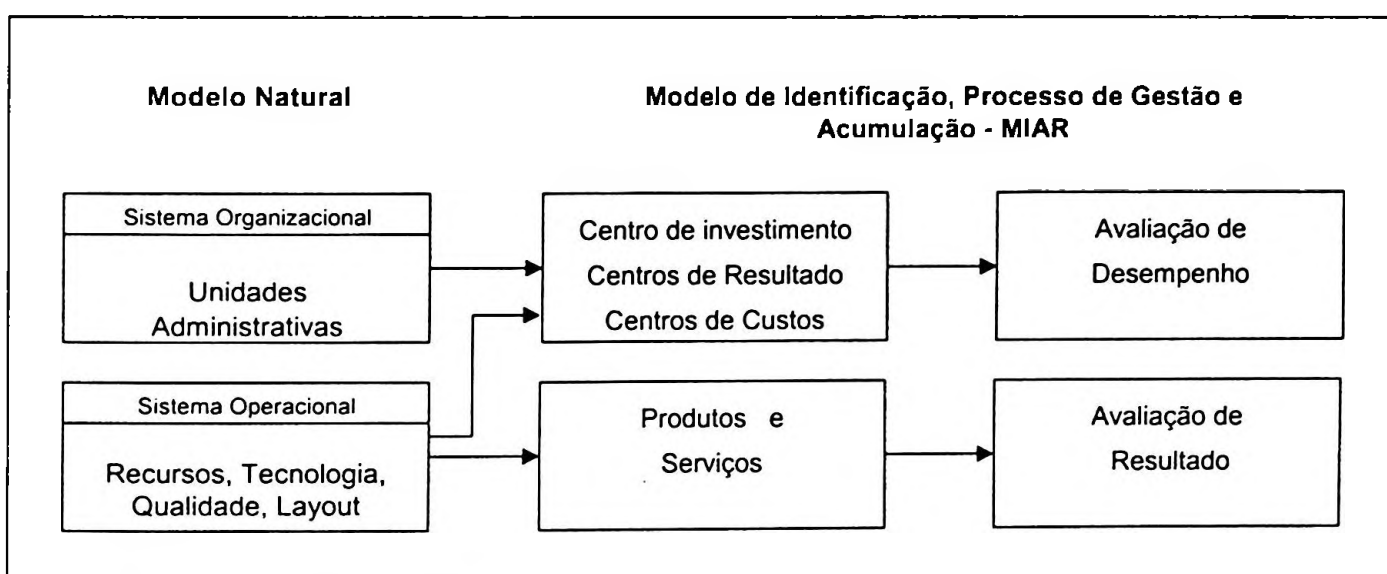 Modelo Natural
Modelo de Identificação, Processo de Gestão e
Acumulação - MIAR
Sistema Organizacional
Unidades
Administrativas
Centro de investimento
Centros de Resultado
Centros de Custos
Avaliação de
Desempenho
Sistema Operacional
Recursos, Tecnologia,
Qualidade, Layout
Produtos e
Serviços
Avaliação de
Resultado